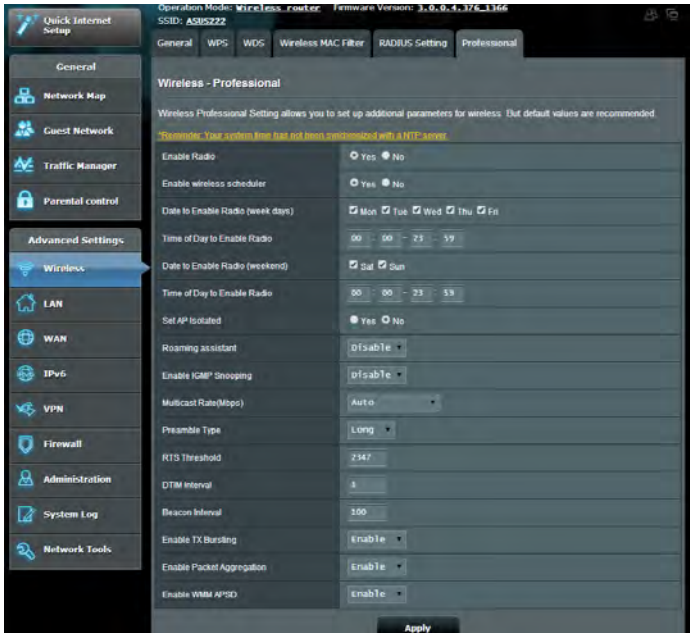 Operation Mode: Wireless router Firmware Version: 3.0.0.4.376_1366
SSID: ASUS222
Quick Internet Setup
General WPS WDS Wireless MAC Filter RADIUS Setting Professional
General
Network Map
Guest Network
Traffic Manager
Parental control
Advanced Settings
Wireless
LAN
WAN
IPv6
VPN
Firewall
Administration
System Log
Network Tools
Wireless - Professional
Wireless Professional Setting allows you to set up additional parameters for wireless. But default values are recommended.
*Reminder: Your system time has not been synchronized with a NTP server.
Enable Radio Yes No
Enable wireless scheduler Yes No
Date to Enable Radio (week days) Mon Tue Wed Thu Fri
Time of Day to Enable Radio 00 : 00 - 23 : 59
Date to Enable Radio (weekend) Sat Sun
Time of Day to Enable Radio 00 : 00 - 23 : 59
Set AP Isolated Yes No
Roaming assistant Disable
Enable IGMP Snooping Disable
Multicast Rate(Mbps) Auto
Preamble Type Long
RTS Threshold 2347
DTIM Interval
Beacon Interval 100
Enable TX Bursting Enable
Enable Packet Aggregation Enable
Enable WMM APSD Enable
Apply